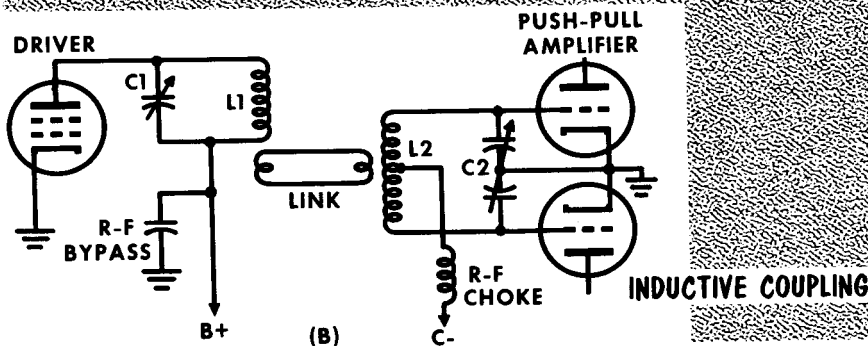 DRIVER
PUSH-PULL
AMPLIFIER
C1
L1
L2
C2
LINK
R-F
BYPASS
R-F
CHOKE
INDUCTIVE COUPLING
B+
(B)
C-